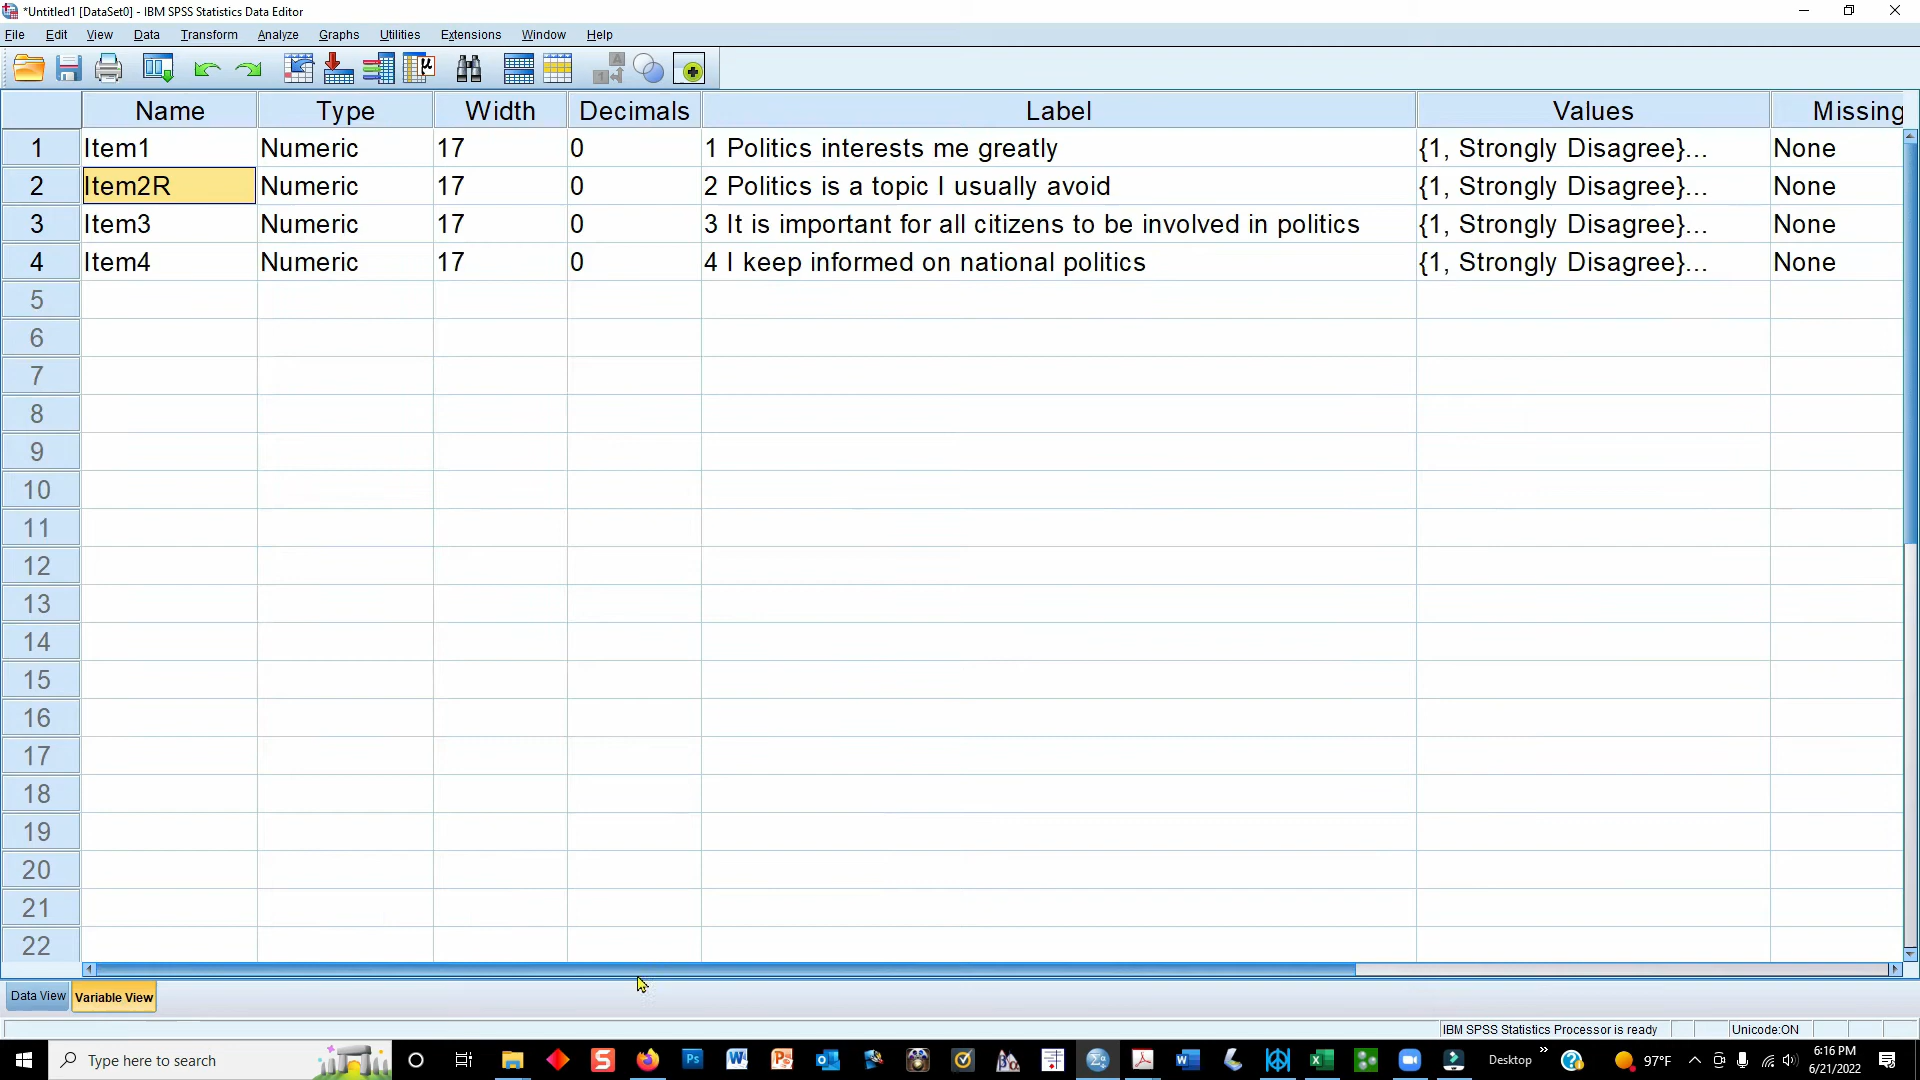 *Untitled1 [DataSet0] - IBM SPSS Statistics Data Editor
File Edit View Data Transform Analyze Graphs Utilities Extensions Window Help
Name Type Width Decimals Label Values Missing
1 Item1 Numeric 17 0 1 Politics interests me greatly {1, Strongly Disagree}... None
2 Item2R Numeric 17 0 2 Politics is a topic I usually avoid {1, Strongly Disagree}... None
3 Item3 Numeric 17 0 3 It is important for all citizens to be involved in politics {1, Strongly Disagree}... None
4 Item4 Numeric 17 0 4 I keep informed on national politics {1, Strongly Disagree}... None
5
6
7
8
9
10
11
12
13
14
15
16
17
18
19
20
21
22
Data View Variable View
IBM SPSS Statistics Processor is ready Unicode:ON
Type here to search Desktop 97°F 6:16 PM
6/21/2022